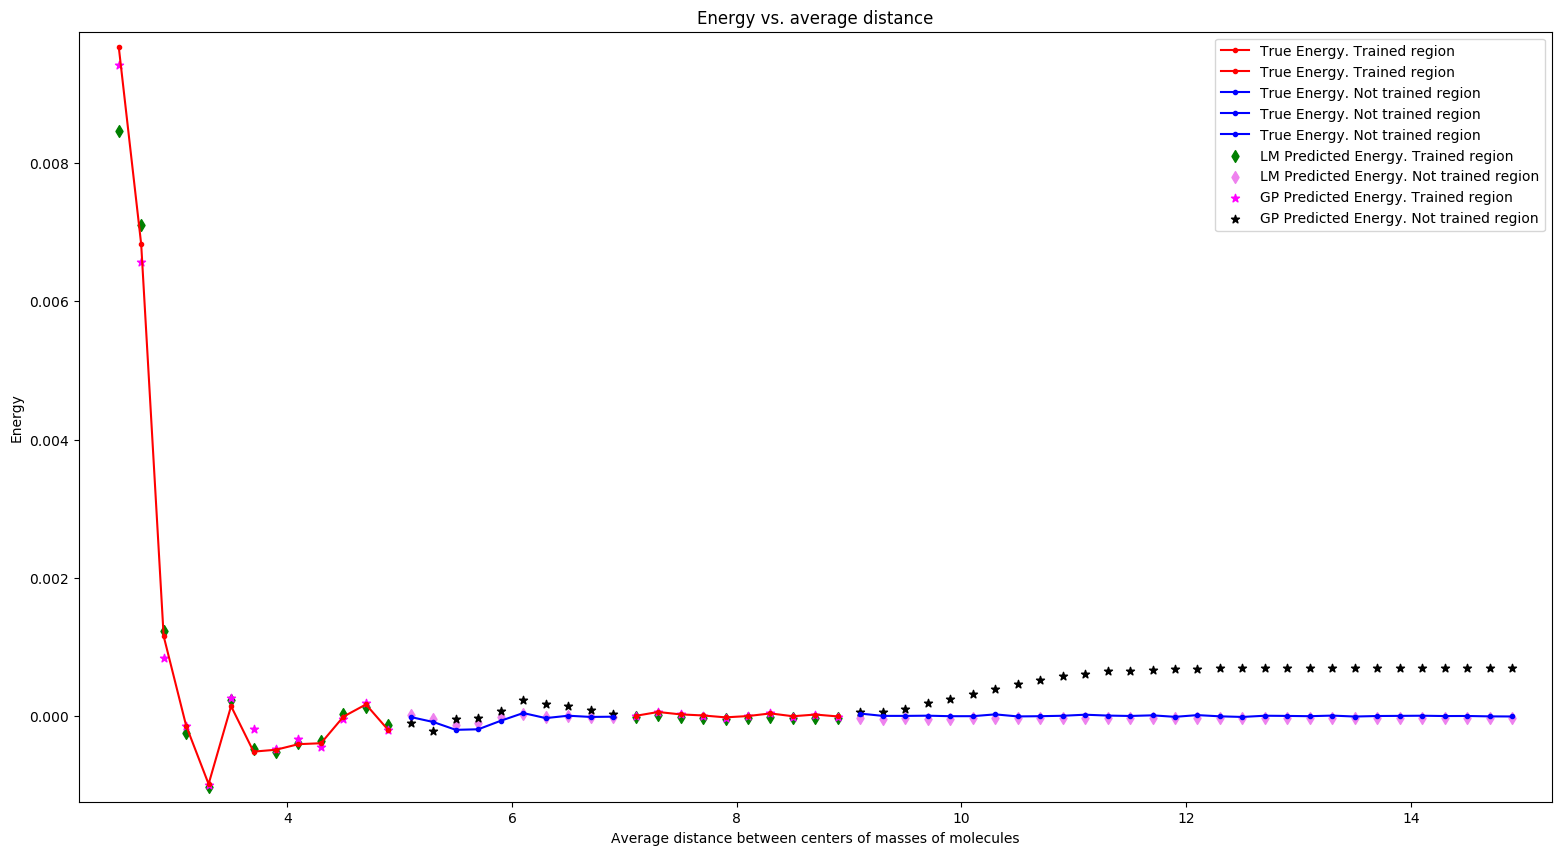 Energy vs. average distance
True Energy. Trained region
True Energy. Trained region
True Energy. Not trained region
True Energy. Not trained region
True Energy. Not trained region
LM Predicted Energy. Trained region
LM Predicted Energy. Not trained region
GP Predicted Energy. Trained region
GP Predicted Energy. Not trained region
Energy
0.008
0.006
0.004
0.002
0.000
4
6
8
10
12
14
Average distance between centers of masses of molecules